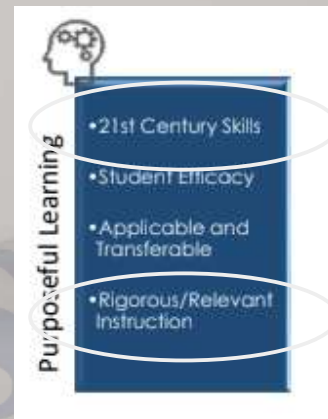 Purposeful Learning
•21st Century Skills
•Student Efficacy
•Applicable and
Transferable
•Rigorous/Relevant
Instruction